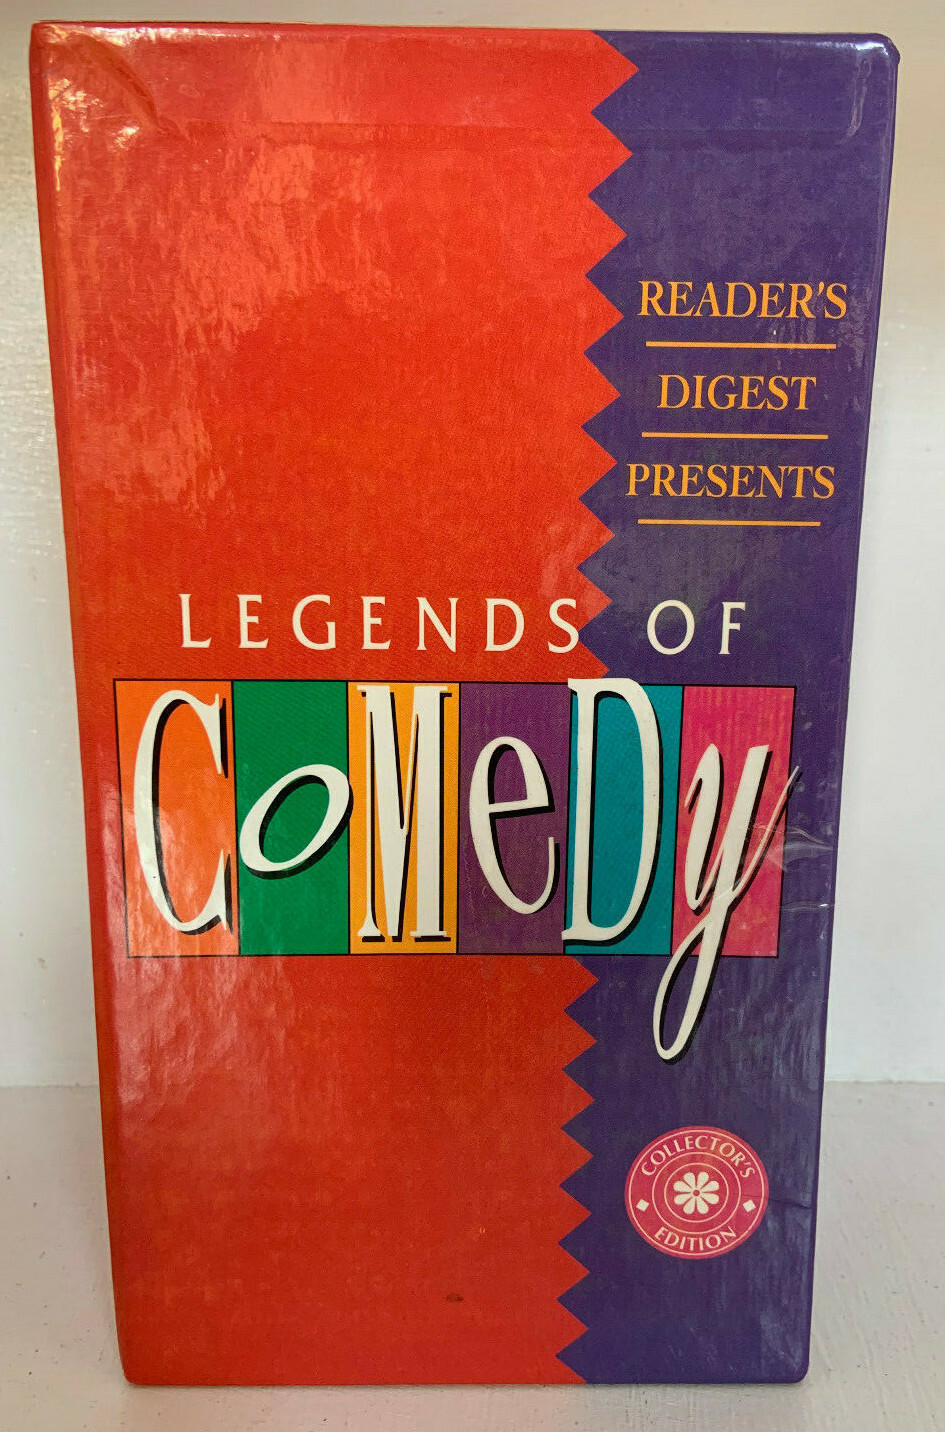 READER'S
DIGEST
PRESENTS
LEGENDS OF
CoMeDy
COLLECTOR'S
EDITION